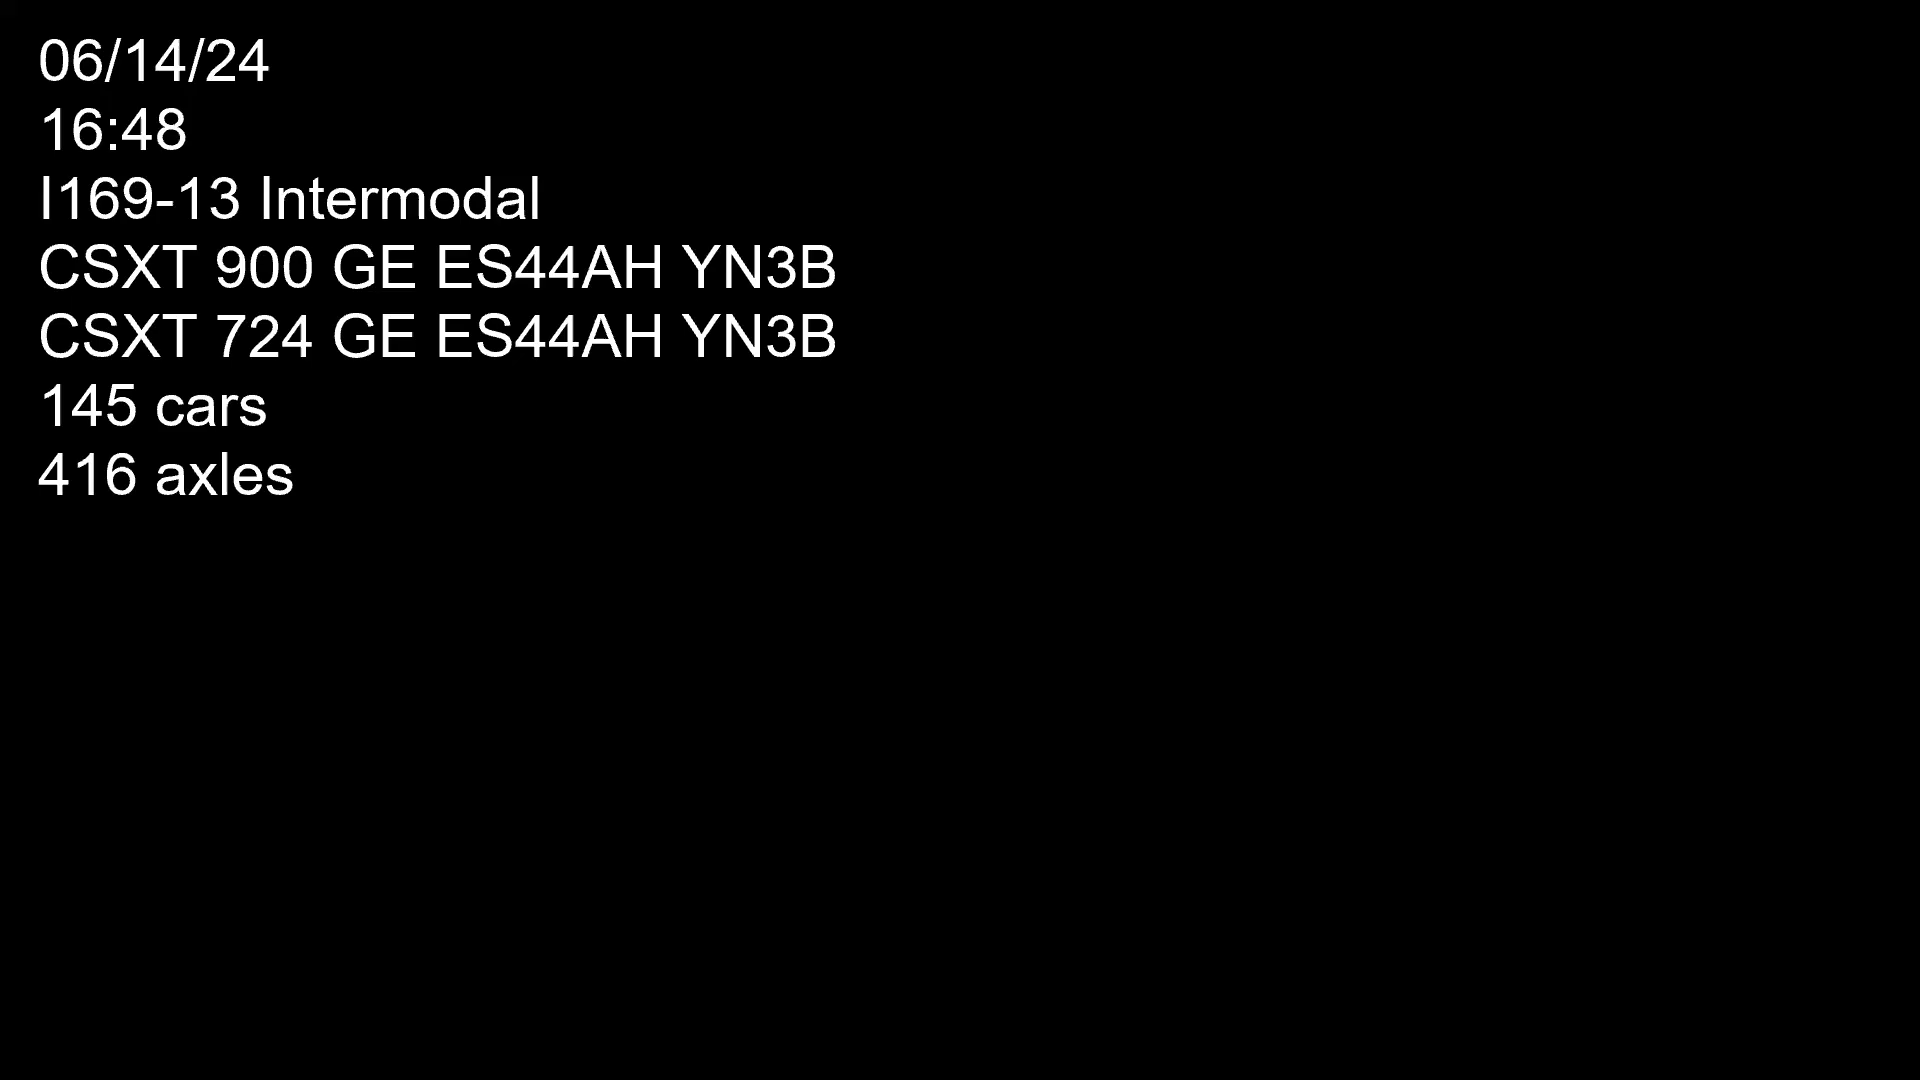 06/14/24
16:48
I169-13 Intermodal
CSXT 900 GE ES44AH YN3B
CSXT 724 GE ES44AH YN3B
145 cars
416 axles